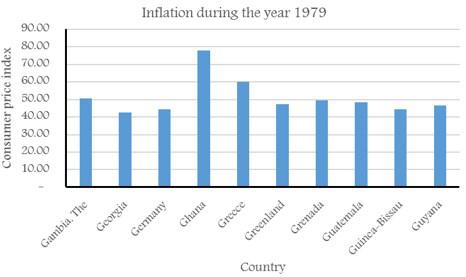 Inflation during the year 1979
Consumer price index
90.00
80.00
70.00
60.00
50.00
40.00
30.00
20.00
10.00
-
Gambia, The
Georgia
Germany
Ghana
Greece
Greenland
Grenada
Guatemala
Guinea-Bissau
Guyana
Country